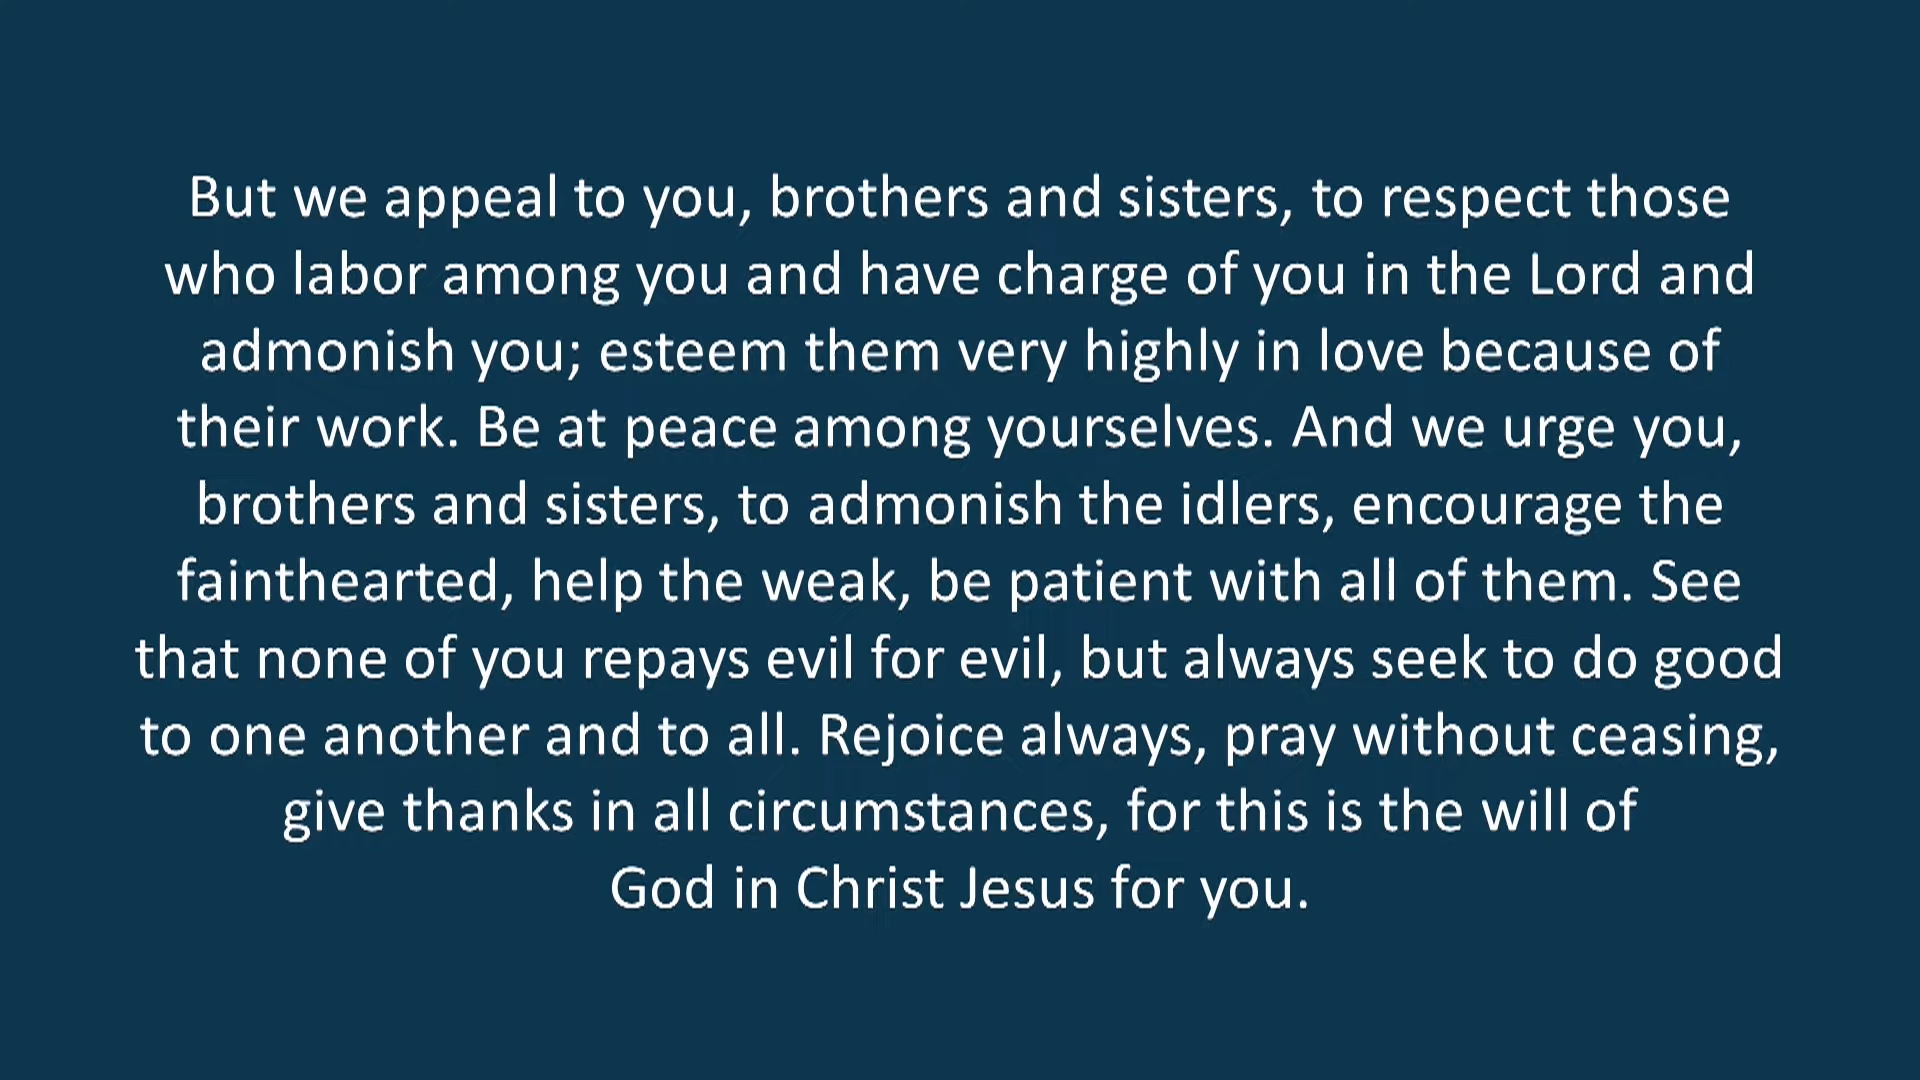 But we appeal to you, brothers and sisters, to respect those
who labor among you and have charge of you in the Lord and
admonish you; esteem them very highly in love because of
their work. Be at peace among yourselves. And we urge you,
brothers and sisters, to admonish the idlers, encourage the
fainthearted, help the weak, be patient with all of them. See
that none of you repays evil for evil, but always seek to do good
to one another and to all. Rejoice always, pray without ceasing,
give thanks in all circumstances, for this is the will of
God in Christ Jesus for you.